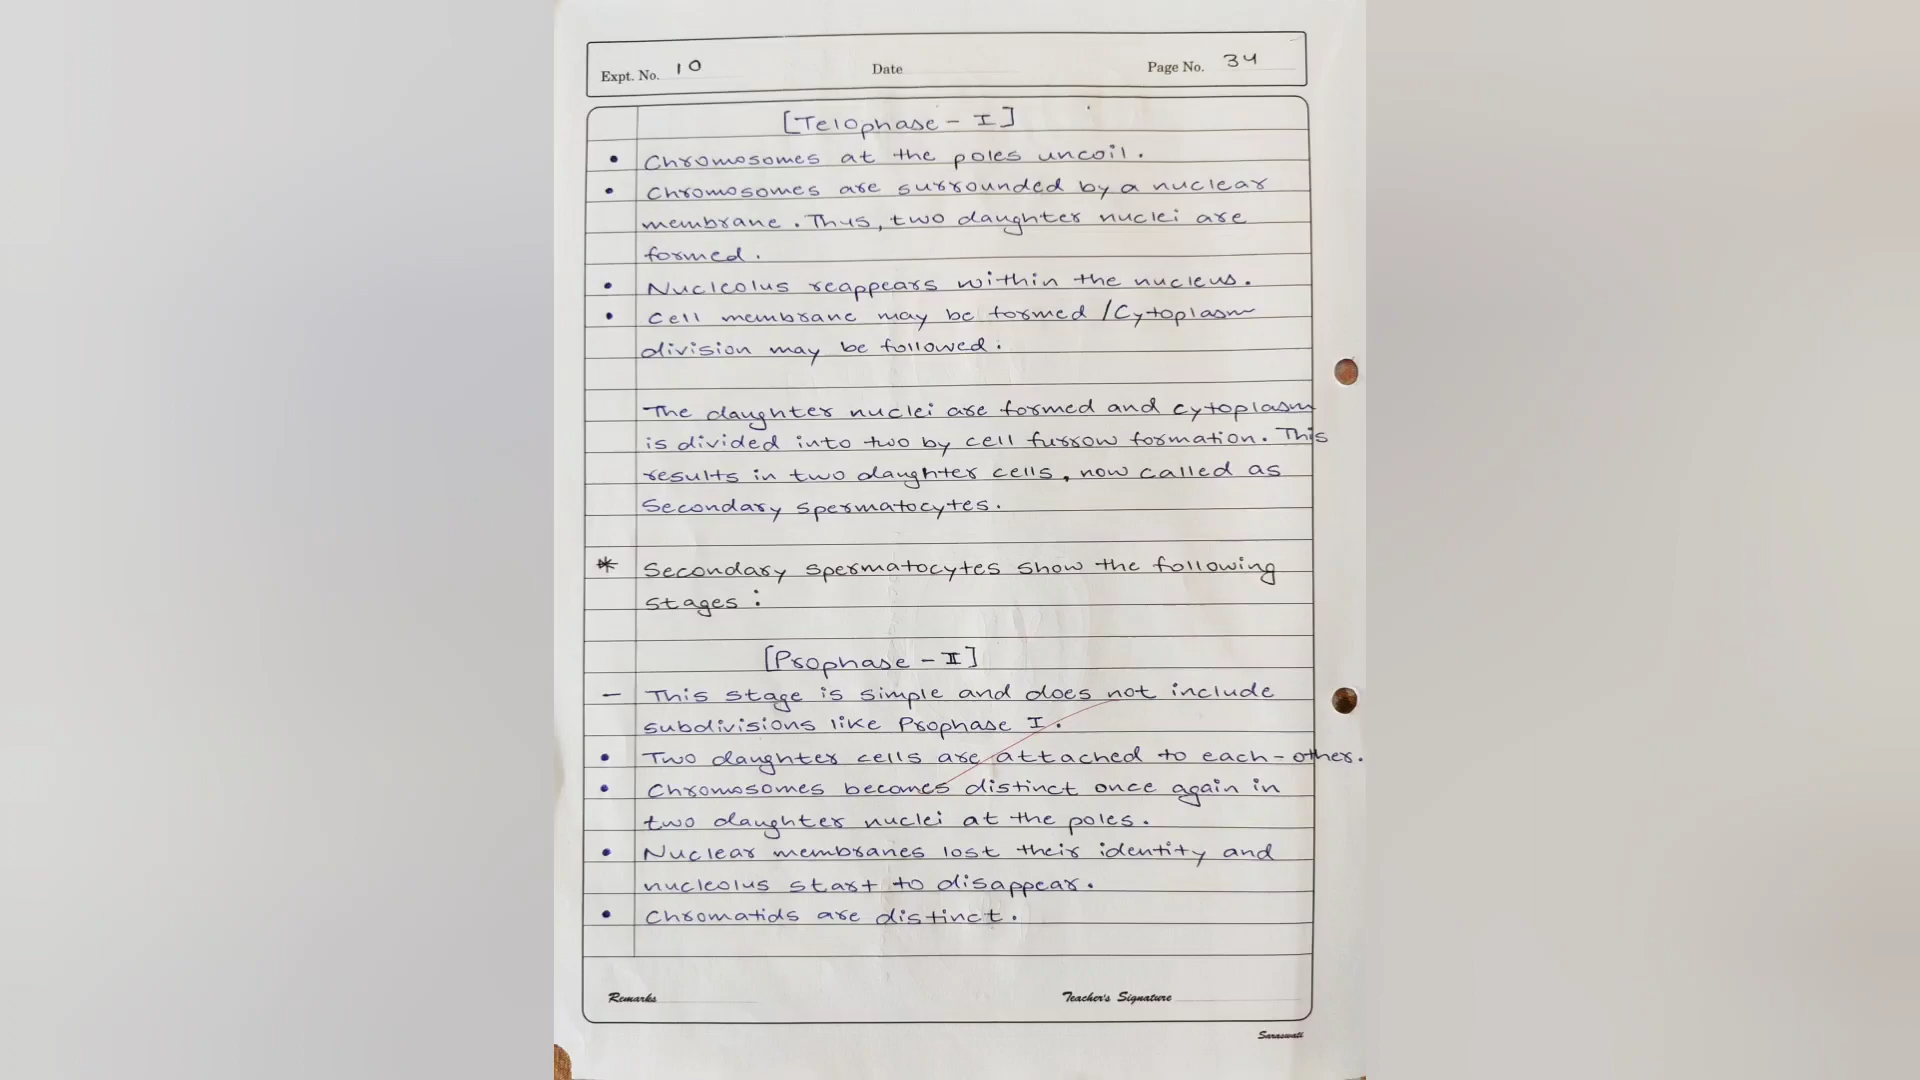 Expt. No. 10 Date Page No. 34
[Telophase - I]
• Chromosomes at the poles uncoil.
• Chromosomes are surrounded by a nuclear
membrane. Thus, two daughter nuclei are
formed.
• Nucleolus reappears within the nucleus.
• Cell membrane may be formed / Cytoplasm
division may be followed.
The daughter nuclei are formed and cytoplasm
is divided into two by cell furrow formation. This
results in two daughter cells, now called as
Secondary spermatocytes.
* Secondary spermatocytes show the following
stages :
[Prophase - II]
– This stage is simple and does not include
subdivisions like Prophase I.
• Two daughter cells are attached to each-other.
• Chromosomes becomes distinct once again in
two daughter nuclei at the poles.
• Nuclear membranes lost their identity and
nucleolus start to disappear.
• Chromatids are distinct.
Remarks Teacher's Signature
Saraswati